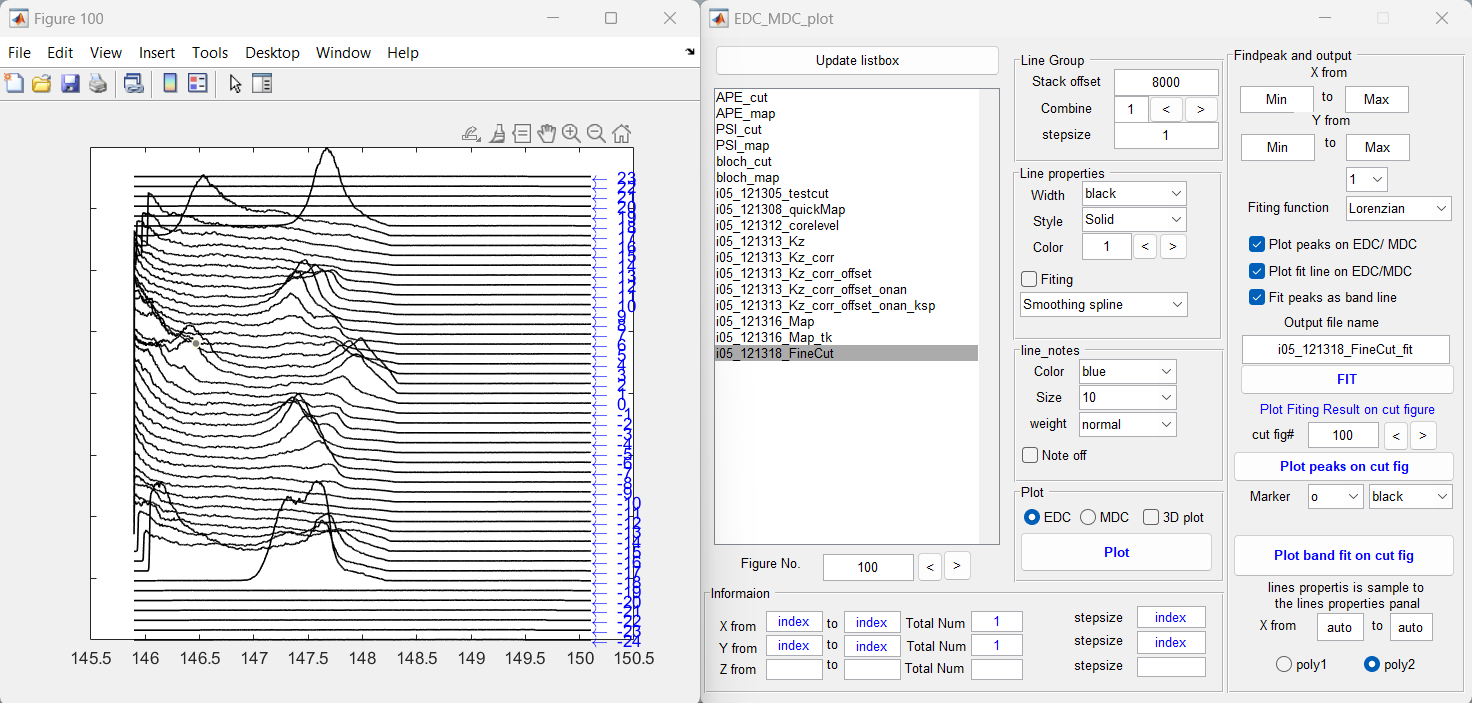 Figure 100
File Edit View Insert Tools Desktop Window Help
23
22
21
20
19
18
17
16
15
14
13
12
11
10
9
8
7
6
5
4
3
2
1
0
-1
-2
-3
-4
-5
-6
-7
-8
-9
-10
-11
-12
-13
-14
-15
-16
-17
-18
-19
-20
-21
-22
-23
-24
145.5 146 146.5 147 147.5 148 148.5 149 149.5 150 150.5
EDC_MDC_plot
Update listbox
APE_cut
APE_map
PSI_cut
PSI_map
bloch_cut
bloch_map
i05_121305_testcut
i05_121308_quickMap
i05_121312_corelevel
i05_121313_Kz
i05_121313_Kz_corr
i05_121313_Kz_corr_offset
i05_121313_Kz_corr_offset_onan
i05_121313_Kz_corr_offset_onan_ksp
i05_121316_Map
i05_121316_Map_tk
i05_121318_FineCut
Figure No. 100 < >
Line Group
Stack offset 8000
Combine 1 < >
stepsize 1
Line properties
Width black
Style Solid
Color 1 < >
Fiting
Smoothing spline
line_notes
Color blue
Size 10
weight normal
Note off
Plot
EDC MDC 3D plot
Plot
Informaion
X from index to index Total Num 1 stepsize index
Y from index to index Total Num 1 stepsize index
Z from to Total Num stepsize
Findpeak and output
X from
Min to Max
Y from
Min to Max
1
Fiting function Lorenzian
Plot peaks on EDC/ MDC
Plot fit line on EDC/MDC
Fit peaks as band line
Output file name
i05_121318_FineCut_fit
FIT
Plot Fiting Result on cut figure
cut fig# 100 < >
Plot peaks on cut fig
Marker o black
Plot band fit on cut fig
lines propertis is sample to
the lines properties panal
X from auto to auto
poly1 poly2